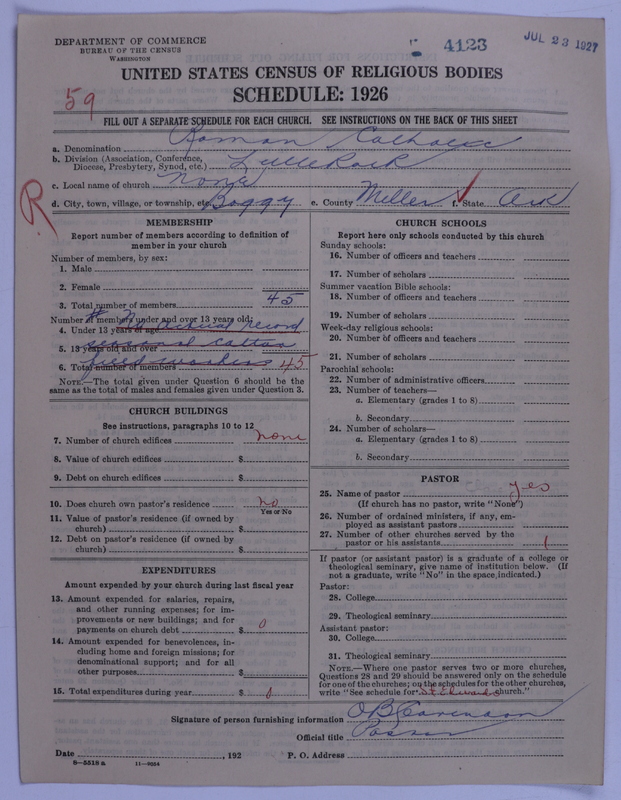 DEPARTMENT OF COMMERCE
BUREAU OF THE CENSUS
WASHINGTON
4123
JUL 23 1927
UNITED STATES CENSUS OF RELIGIOUS BODIES
SCHEDULE: 1926
59
FILL OUT A SEPARATE SCHEDULE FOR EACH CHURCH. SEE INSTRUCTIONS ON THE BACK OF THIS SHEET
a. Denomination Roman Catholic
b. Division (Association, Conference, Diocese, Presbytery, Synod, etc.) Little Rock
c. Local name of church none
d. City, town, village, or township, etc. Boggy e. County Miller f. State Ark
R
MEMBERSHIP
Report number of members according to definition of member in your church
Number of members, by sex:
1. Male
2. Female
3. Total number of members 45
Number of members under and over 13 years old:
4. Under 13 years of age record
5. 13 years old and over
6. Total number of members 45
NOTE.—The total given under Question 6 should be the same as the total of males and females given under Question 3.
CHURCH BUILDINGS
See instructions, paragraphs 10 to 12
7. Number of church edifices none
8. Value of church edifices $
9. Debt on church edifices $
10. Does church own pastor's residence no
Yes or No
11. Value of pastor's residence (if owned by church) $
12. Debt on pastor's residence (if owned by church) $
EXPENDITURES
Amount expended by your church during last fiscal year
13. Amount expended for salaries, repairs, and other running expenses; for improvements or new buildings; and for payments on church debt $ 0
14. Amount expended for benevolences, including home and foreign missions; for denominational support; and for all other purposes $
15. Total expenditures during year $ 0
CHURCH SCHOOLS
Report here only schools conducted by this church
Sunday schools:
16. Number of officers and teachers
17. Number of scholars
Summer vacation Bible schools:
18. Number of officers and teachers
19. Number of scholars
Week-day religious schools:
20. Number of officers and teachers
21. Number of scholars
Parochial schools:
22. Number of administrative officers
23. Number of teachers—
a. Elementary (grades 1 to 8)
b. Secondary
24. Number of scholars—
a. Elementary (grades 1 to 8)
b. Secondary
PASTOR
25. Name of pastor yes
(If church has no pastor, write "None")
26. Number of ordained ministers, if any, employed as assistant pastors
27. Number of other churches served by the pastor or his assistants 1
If pastor (or assistant pastor) is a graduate of a college or theological seminary, give name of institution below. (If not a graduate, write "No" in the space indicated.)
Pastor:
28. College
29. Theological seminary
Assistant pastor:
30. College
31. Theological seminary
NOTE.—Where one pastor serves two or more churches, Questions 28 and 29 should be answered only on the schedule for one of the churches; on the schedules for the other churches, write "See schedule for St Edwards church."
Signature of person furnishing information
Official title Pastor
Date , 192 P. O. Address
8—5518 a 11—9024